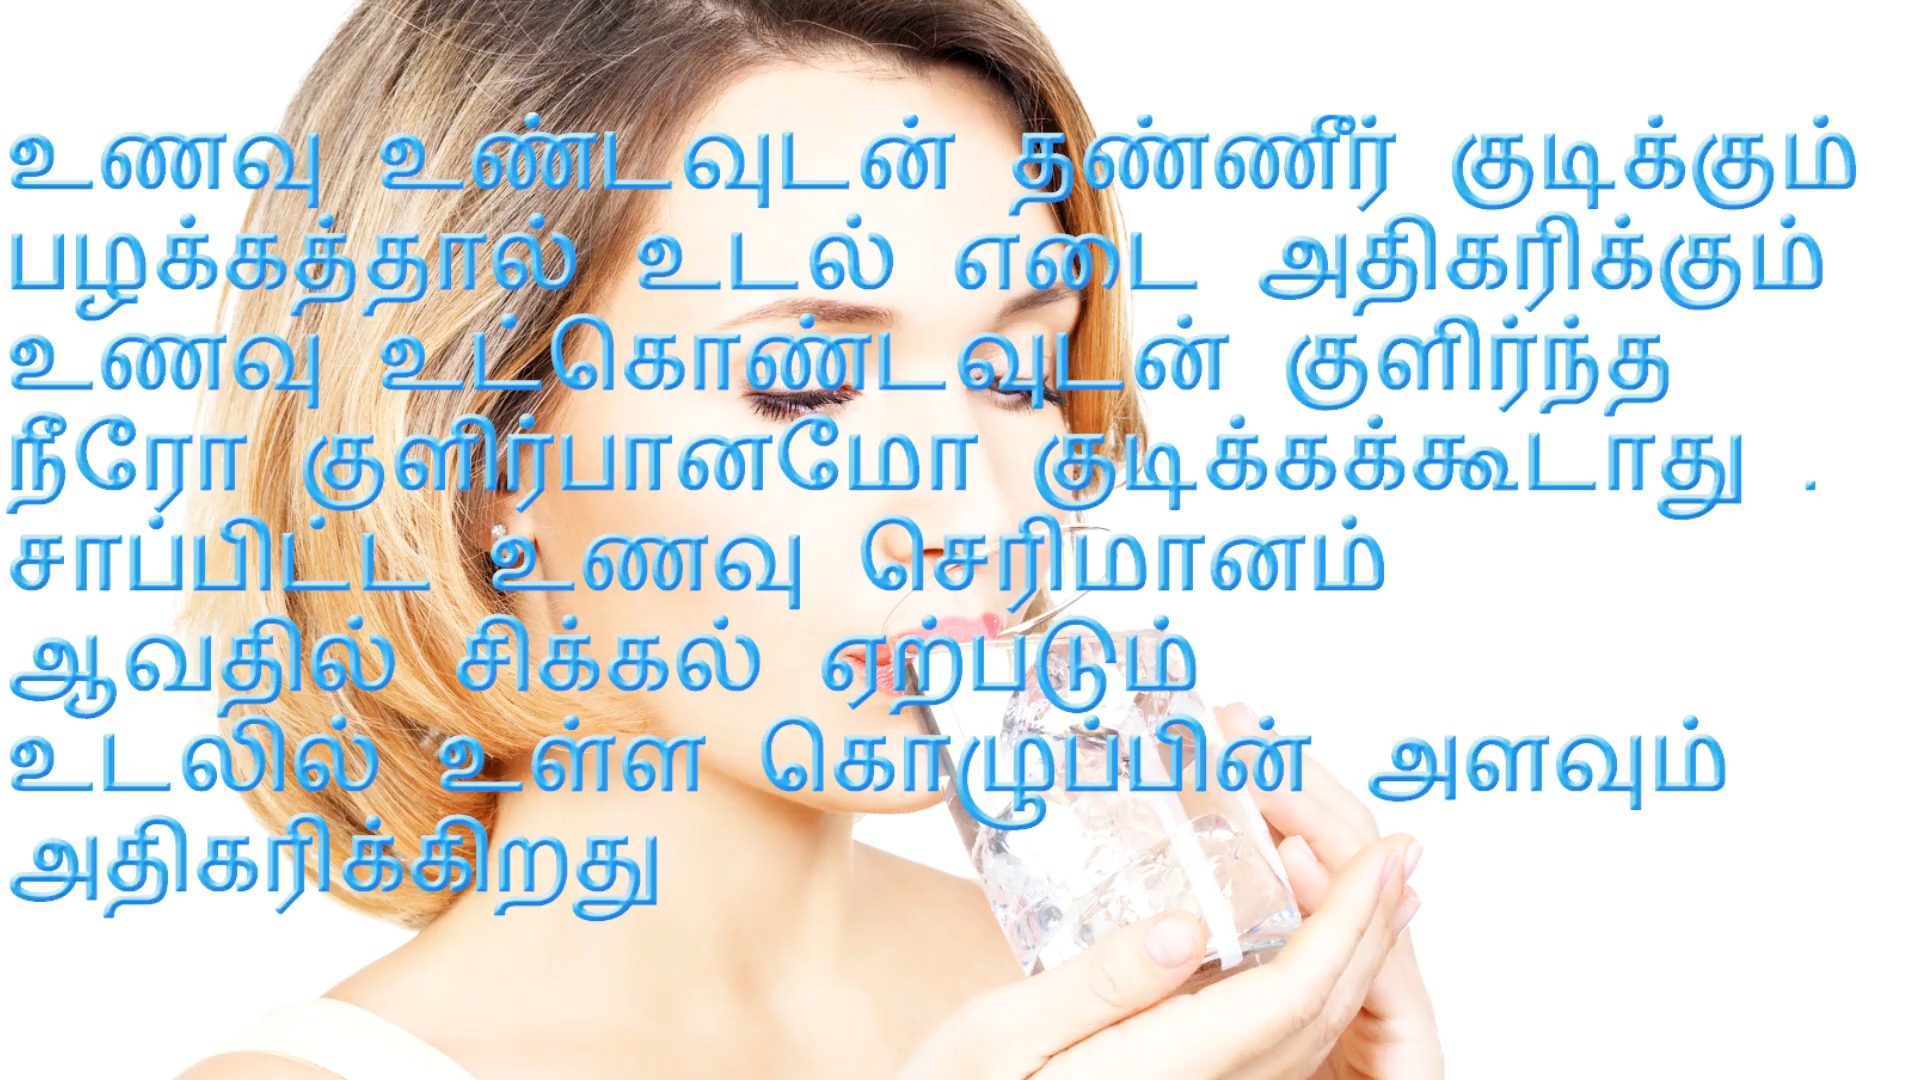 உணவு உண்டவுடன் தண்ணீர் குடிக்கும்
பழக்கத்தால் உடல் எடை அதிகரிக்கும்
உணவு உட்கொண்டவுடன் குளிர்ந்த
நீரோ குளிர்பானமோ குடிக்கக்கூடாது .
சாப்பிட்ட உணவு செரிமானம்
ஆவதில் சிக்கல் ஏற்படும்
உடலில் உள்ள கொழுப்பின் அளவும்
அதிகரிக்கிறது